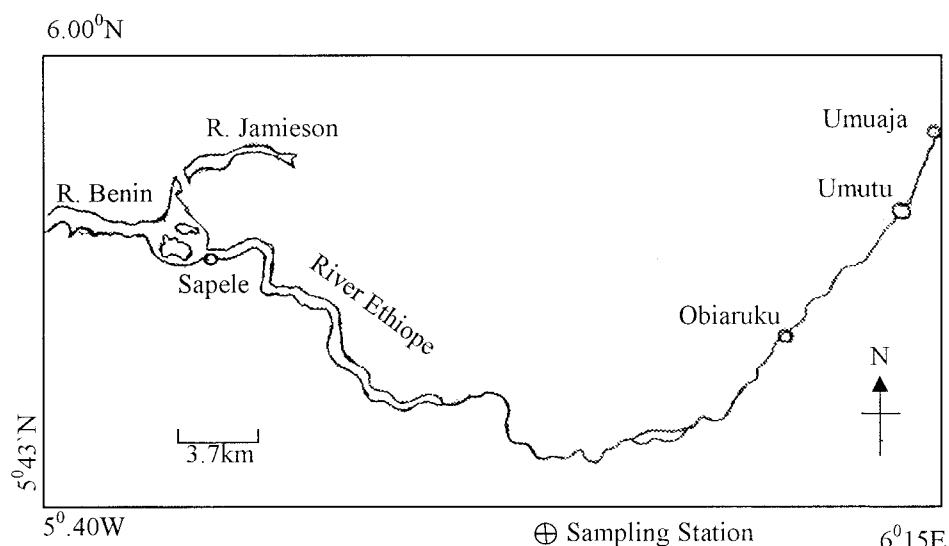 6.00⁰N
R. Jamieson
Umuaja
R. Benin
Umutu
Sapele
River Ethiope
Obiaruku
N
3.7km
5⁰43`N
5⁰.40W
⊕ Sampling Station
6⁰15E